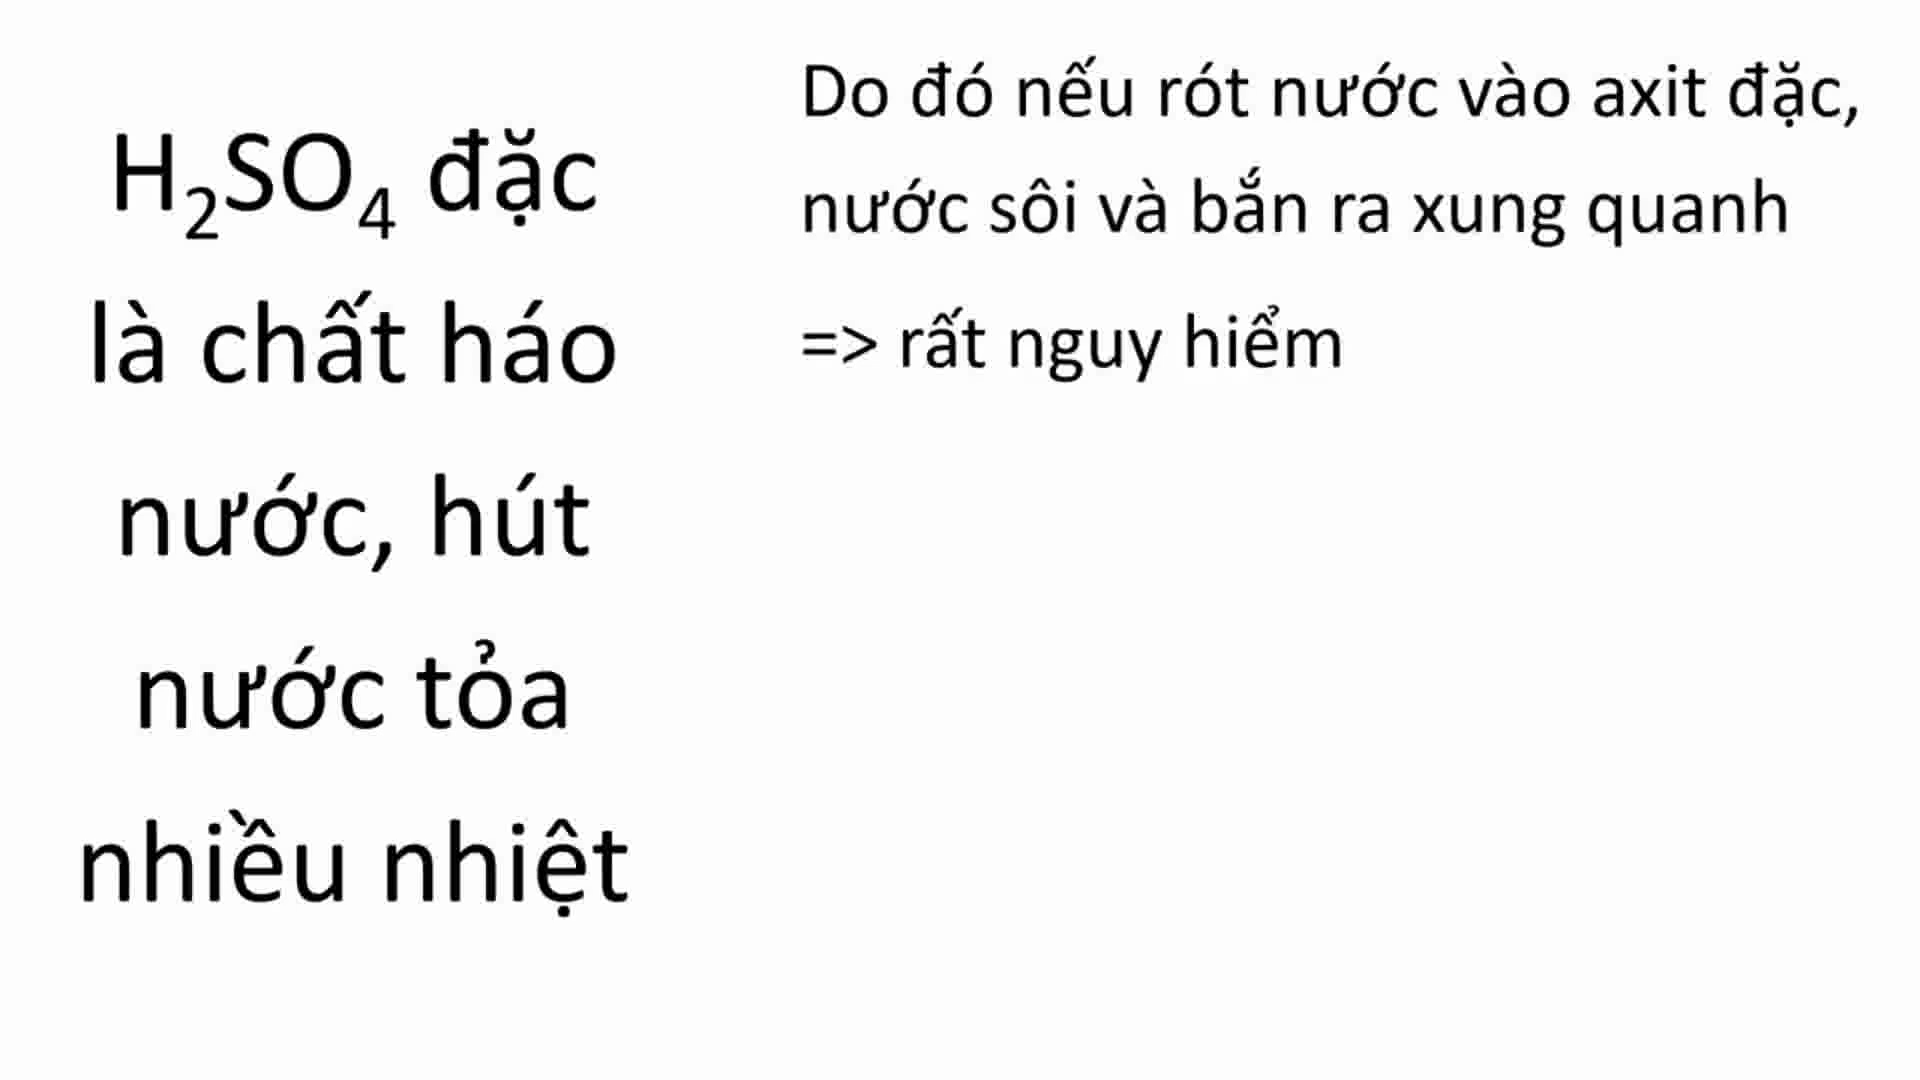 H₂SO₄ đặc
là chất háo
nước, hút
nước tỏa
nhiều nhiệt
Do đó nếu rót nước vào axit đặc,
nước sôi và bắn ra xung quanh
=> rất nguy hiểm